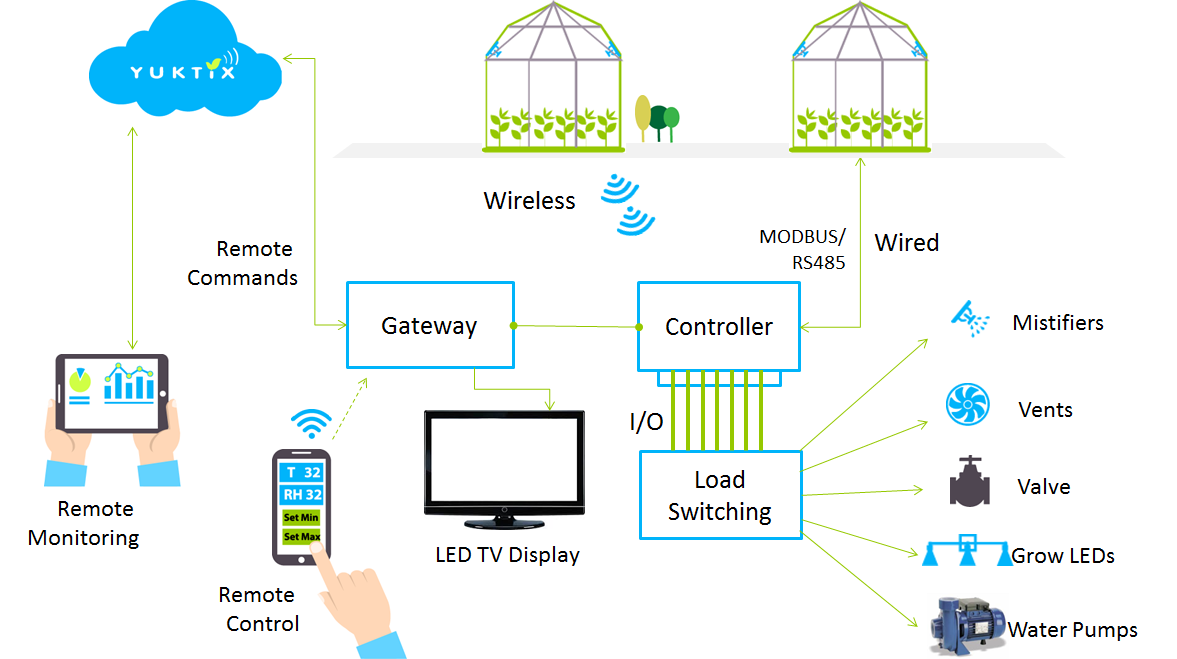 YUKTIX
Wireless
MODBUS/
RS485
Wired
Remote
Commands
Gateway
Controller
Mistifiers
I/O
Vents
Load
Switching
Valve
T 32
RH 32
Set Min
Set Max
Remote
Monitoring
LED TV Display
Grow LEDs
Remote
Control
Water Pumps